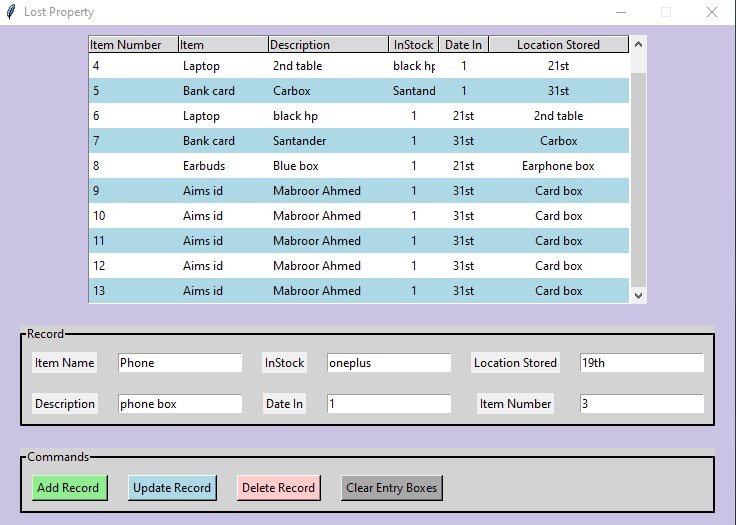 Lost Property
Item Number Item Description InStock Date In Location Stored
4 Laptop 2nd table black hp 1 21st
5 Bank card Carbox Santand 1 31st
6 Laptop black hp 1 21st 2nd table
7 Bank card Santander 1 31st Carbox
8 Earbuds Blue box 1 21st Earphone box
9 Aims id Mabroor Ahmed 1 31st Card box
10 Aims id Mabroor Ahmed 1 31st Card box
11 Aims id Mabroor Ahmed 1 31st Card box
12 Aims id Mabroor Ahmed 1 31st Card box
13 Aims id Mabroor Ahmed 1 31st Card box
Record
Item Name Phone InStock oneplus Location Stored 19th
Description phone box Date In 1 Item Number 3
Commands
Add Record Update Record Delete Record Clear Entry Boxes